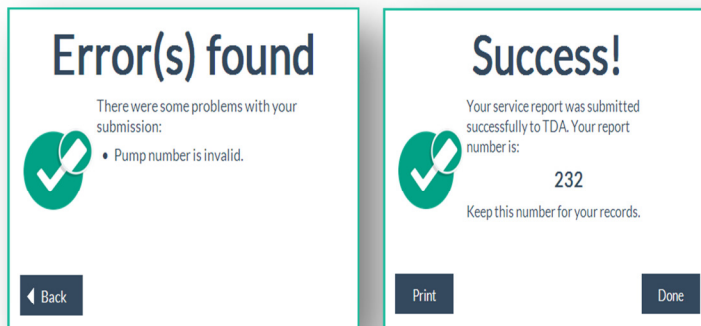 Error(s) found
There were some problems with your
submission:
• Pump number is invalid.
Back
Success!
Your service report was submitted
successfully to TDA. Your report
number is:
232
Keep this number for your records.
Print
Done